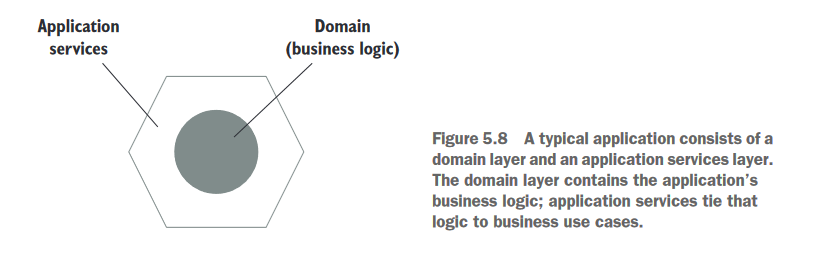 Application
services
Domain
(business logic)
Figure 5.8 A typical application consists of a
domain layer and an application services layer.
The domain layer contains the application's
business logic; application services tie that
logic to business use cases.